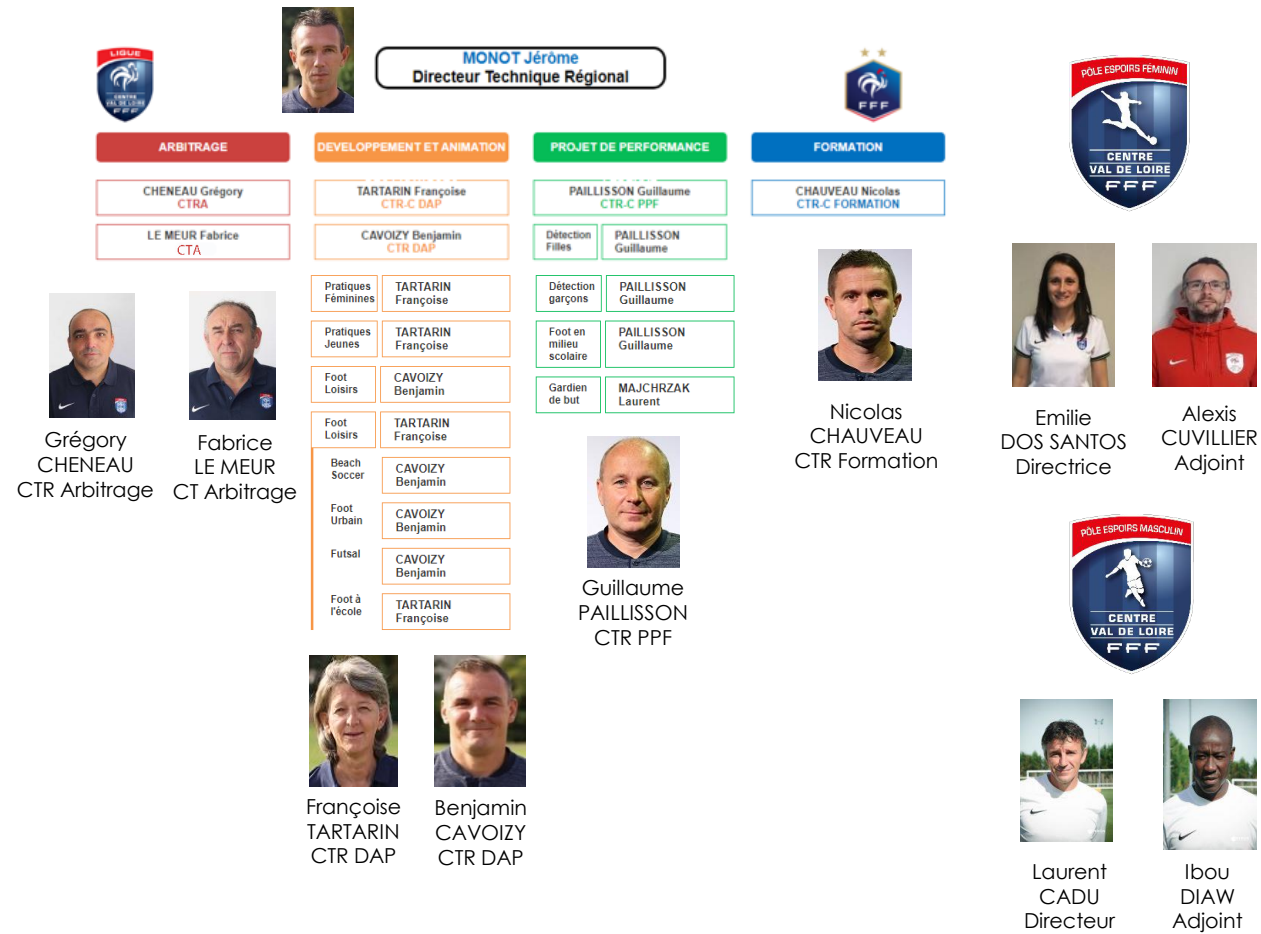 LIGUE
CENTRE
VAL DE LOIRE
FFF
MONOT Jérôme
Directeur Technique Régional
FFF
ARBITRAGE
CHENEAU Grégory
CTRA
LE MEUR Fabrice
CTA
Grégory
CHENEAU
CTR Arbitrage
Fabrice
LE MEUR
CT Arbitrage
DEVELOPPEMENT ET ANIMATION
TARTARIN Françoise
CTR-C DAP
CAVOIZY Benjamin
CTR DAP
Pratiques
Féminines
TARTARIN
Françoise
Pratiques
Jeunes
TARTARIN
Françoise
Foot
Loisirs
CAVOIZY
Benjamin
Foot
Loisirs
TARTARIN
Françoise
Beach
Soccer
CAVOIZY
Benjamin
Foot
Urbain
CAVOIZY
Benjamin
Futsal
CAVOIZY
Benjamin
Foot à
l'école
TARTARIN
Françoise
Françoise
TARTARIN
CTR DAP
Benjamin
CAVOIZY
CTR DAP
PROJET DE PERFORMANCE
PAILLISSON Guillaume
CTR-C PPF
Détection
Filles
PAILLISSON
Guillaume
Détection
garçons
PAILLISSON
Guillaume
Foot en
milieu
scolaire
PAILLISSON
Guillaume
Gardien
de but
MAJCHRZAK
Laurent
Guillaume
PAILLISSON
CTR PPF
FORMATION
CHAUVEAU Nicolas
CTR-C FORMATION
Nicolas
CHAUVEAU
CTR Formation
PÔLE ESPOIRS FÉMININ
CENTRE
VAL DE LOIRE
FFF
Emilie
DOS SANTOS
Directrice
Alexis
CUVILLIER
Adjoint
PÔLE ESPOIRS MASCULIN
CENTRE
VAL DE LOIRE
FFF
Laurent
CADU
Directeur
Ibou
DIAW
Adjoint